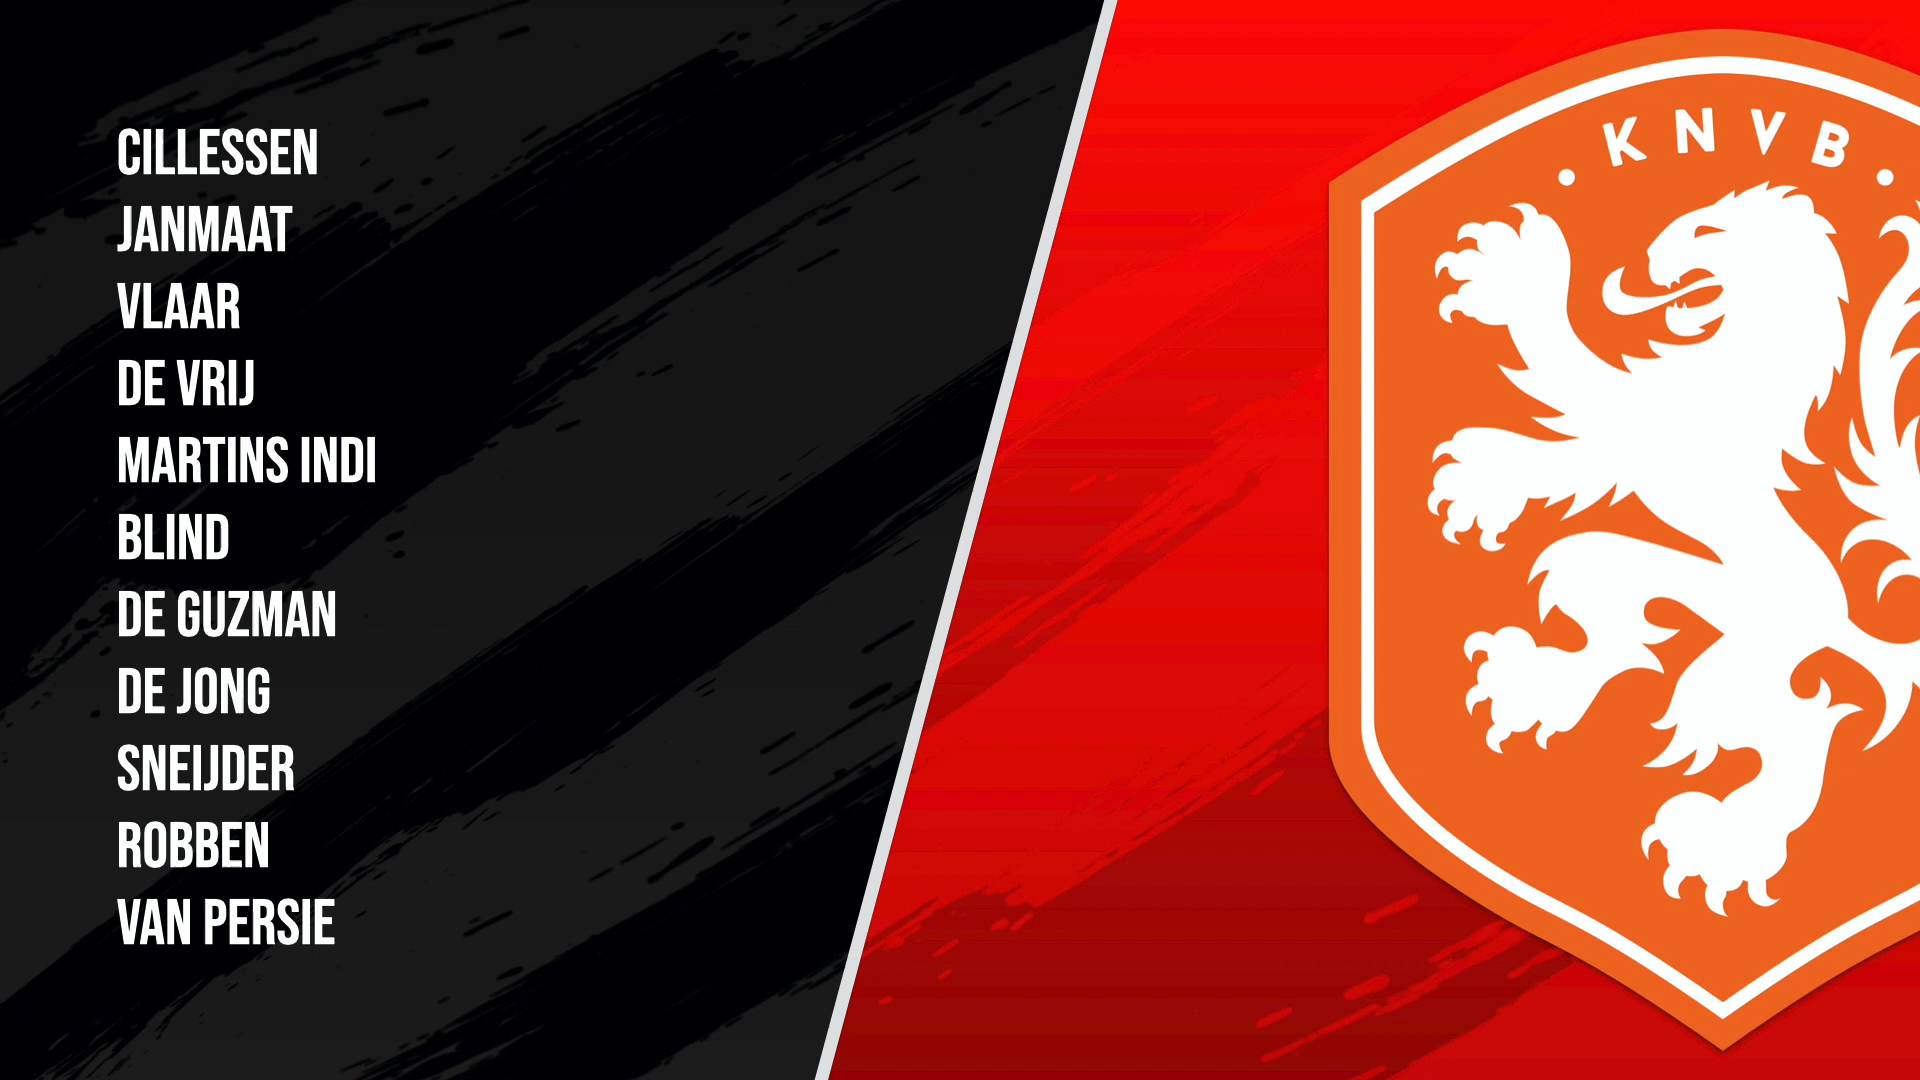 CILLESSEN
JANMAAT
VLAAR
DE VRIJ
MARTINS INDI
BLIND
DE GUZMAN
DE JONG
SNEIJDER
ROBBEN
VAN PERSIE
• KNVB •